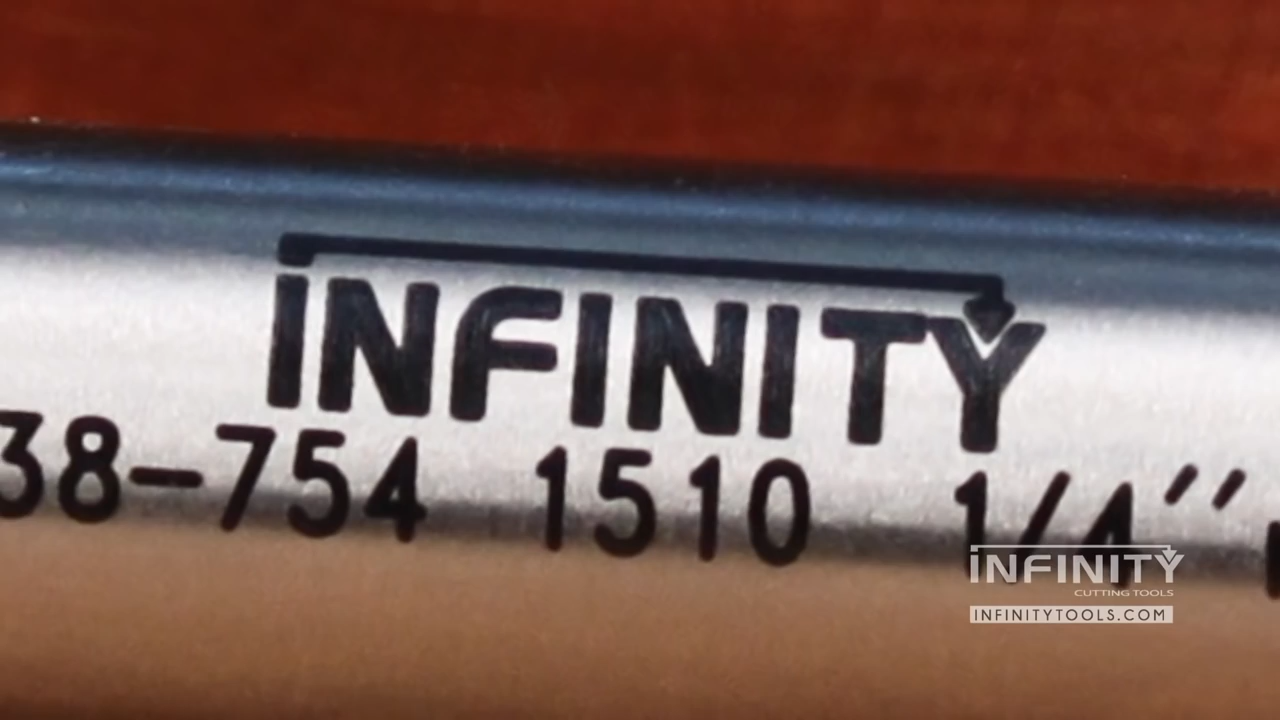 INFINITY
38-754 1510 1/4"
INFINITY
CUTTING TOOLS
INFINITYTOOLS.COM